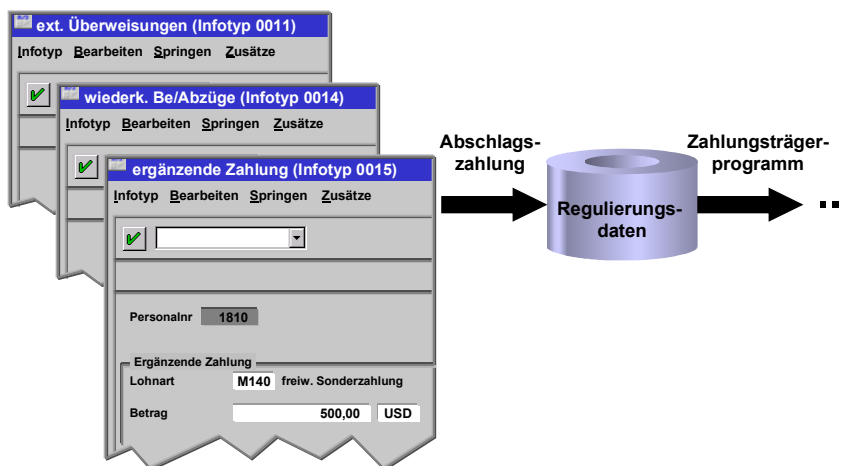 ext. Überweisungen (Infotyp 0011)
Infotyp Bearbeiten Springen Zusätze
wiederk. Be/Abzüge (Infotyp 0014)
Infotyp Bearbeiten Springen Zusätze
ergänzende Zahlung (Infotyp 0015)
Infotyp Bearbeiten Springen Zusätze
Personalnr 1810
Ergänzende Zahlung
Lohnart M140 freiw. Sonderzahlung
Betrag 500,00 USD
Abschlags-
zahlung
Regulierungs-
daten
Zahlungsträger-
programm
..